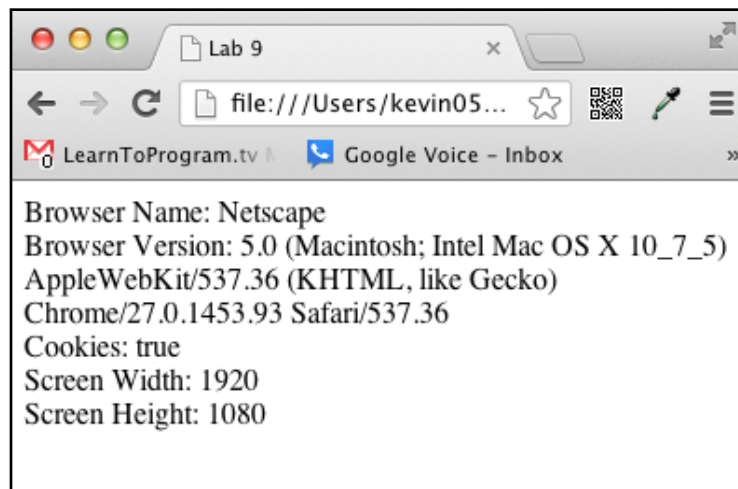 Lab 9
file:///Users/kevin05...
LearnToProgram.tv Google Voice – Inbox
Browser Name: Netscape
Browser Version: 5.0 (Macintosh; Intel Mac OS X 10_7_5)
AppleWebKit/537.36 (KHTML, like Gecko)
Chrome/27.0.1453.93 Safari/537.36
Cookies: true
Screen Width: 1920
Screen Height: 1080